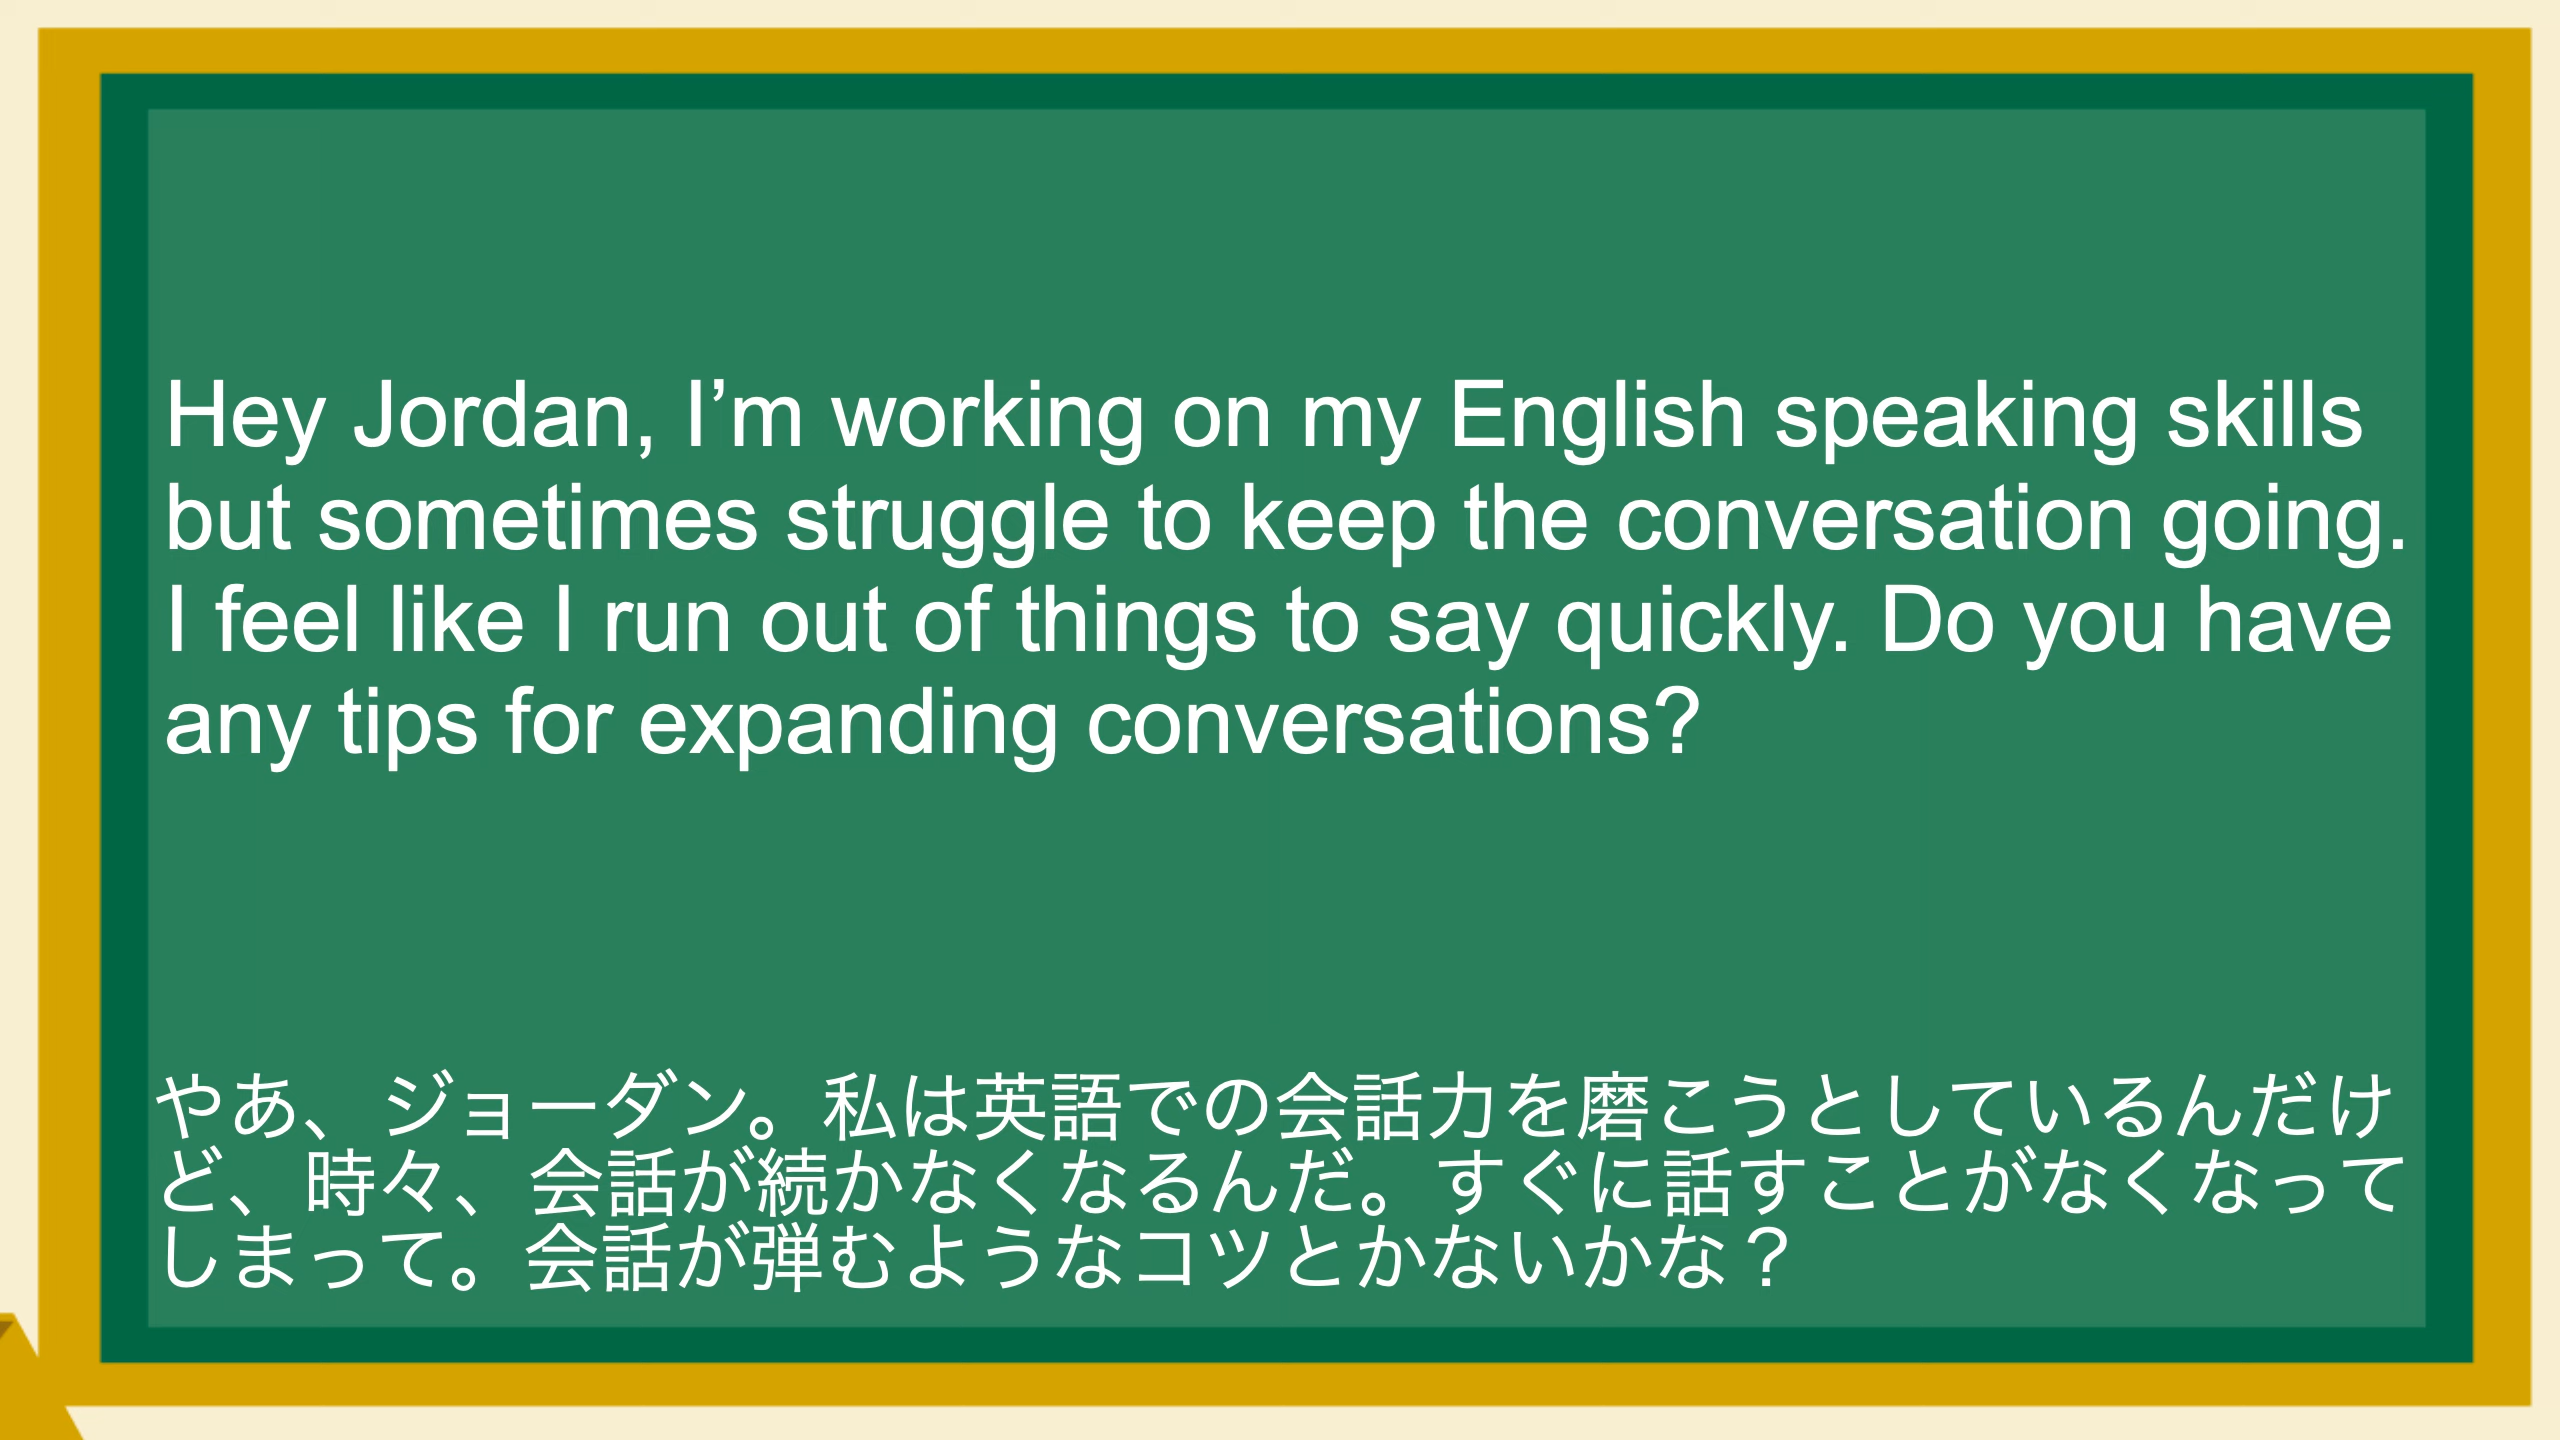 Hey Jordan, I’m working on my English speaking skills
but sometimes struggle to keep the conversation going.
I feel like I run out of things to say quickly. Do you have
any tips for expanding conversations?
やあ、ジョーダン。私は英語での会話力を磨こうとしているんだけ
ど、時々、会話が続かなくなるんだ。すぐに話すことがなくなって
しまって。会話が弾むようなコツとかないかな？